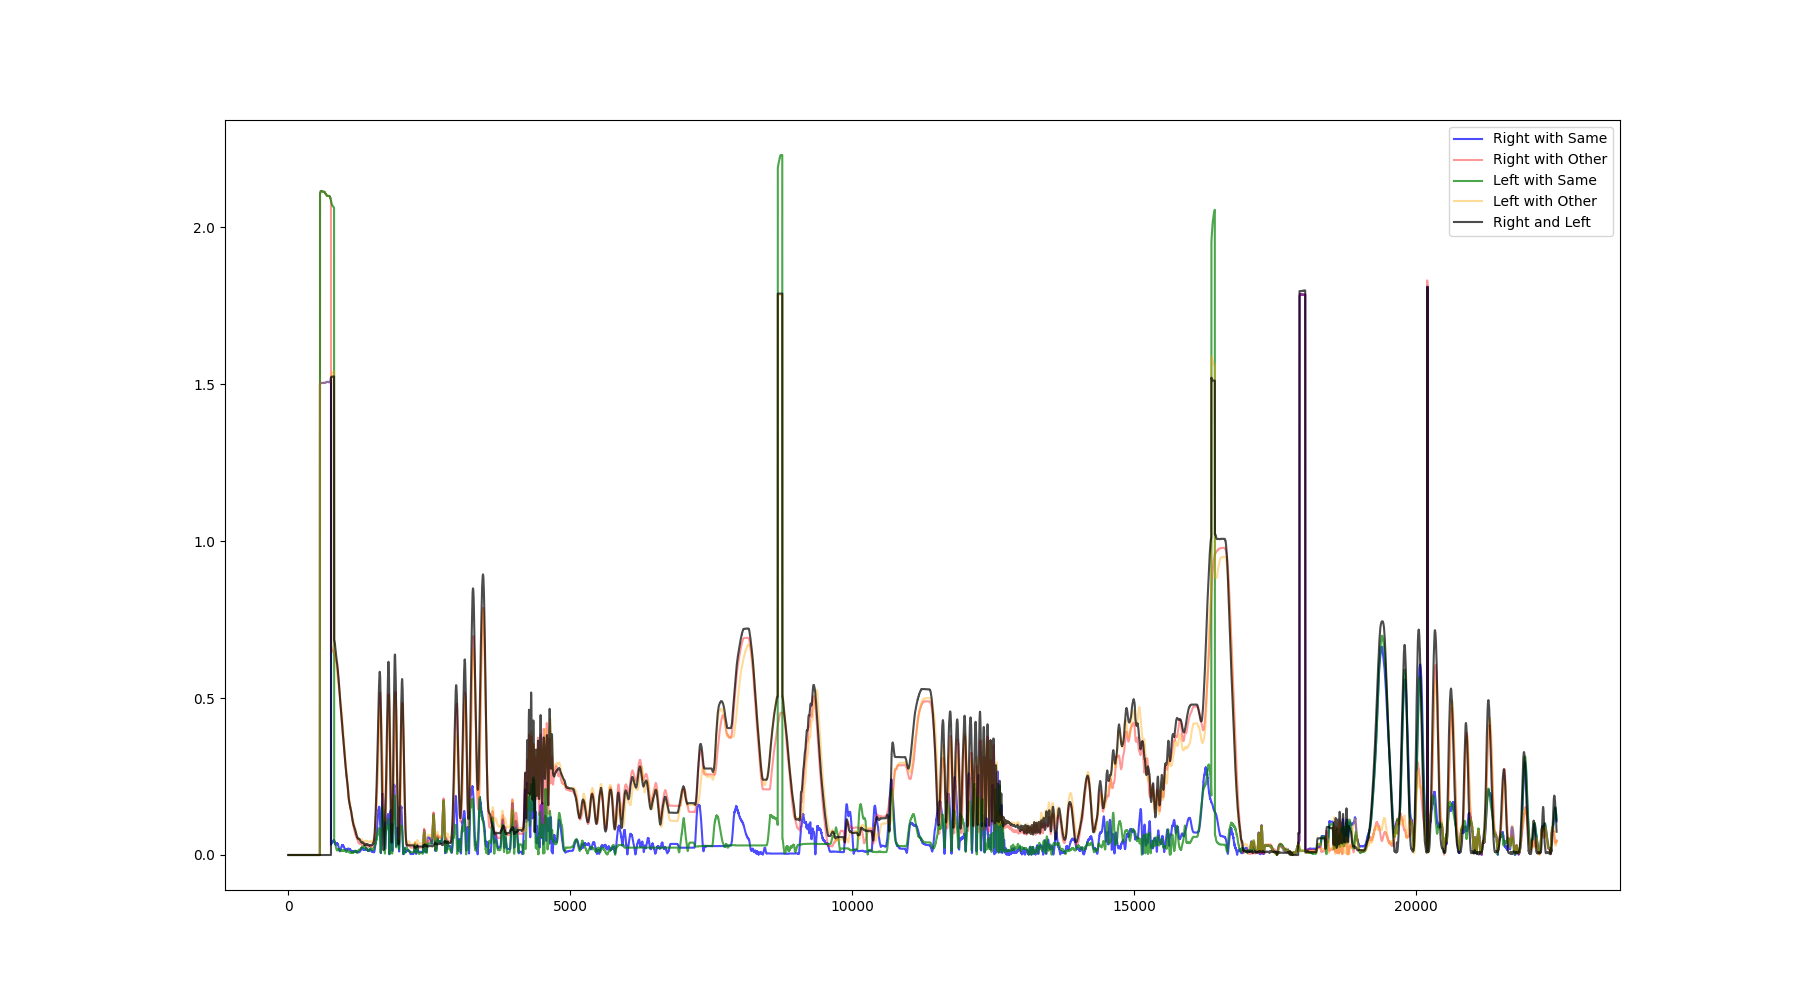 Right with Same
Right with Other
Left with Same
Left with Other
Right and Left
2.0
1.5
1.0
0.5
0.0
0 5000 10000 15000 20000